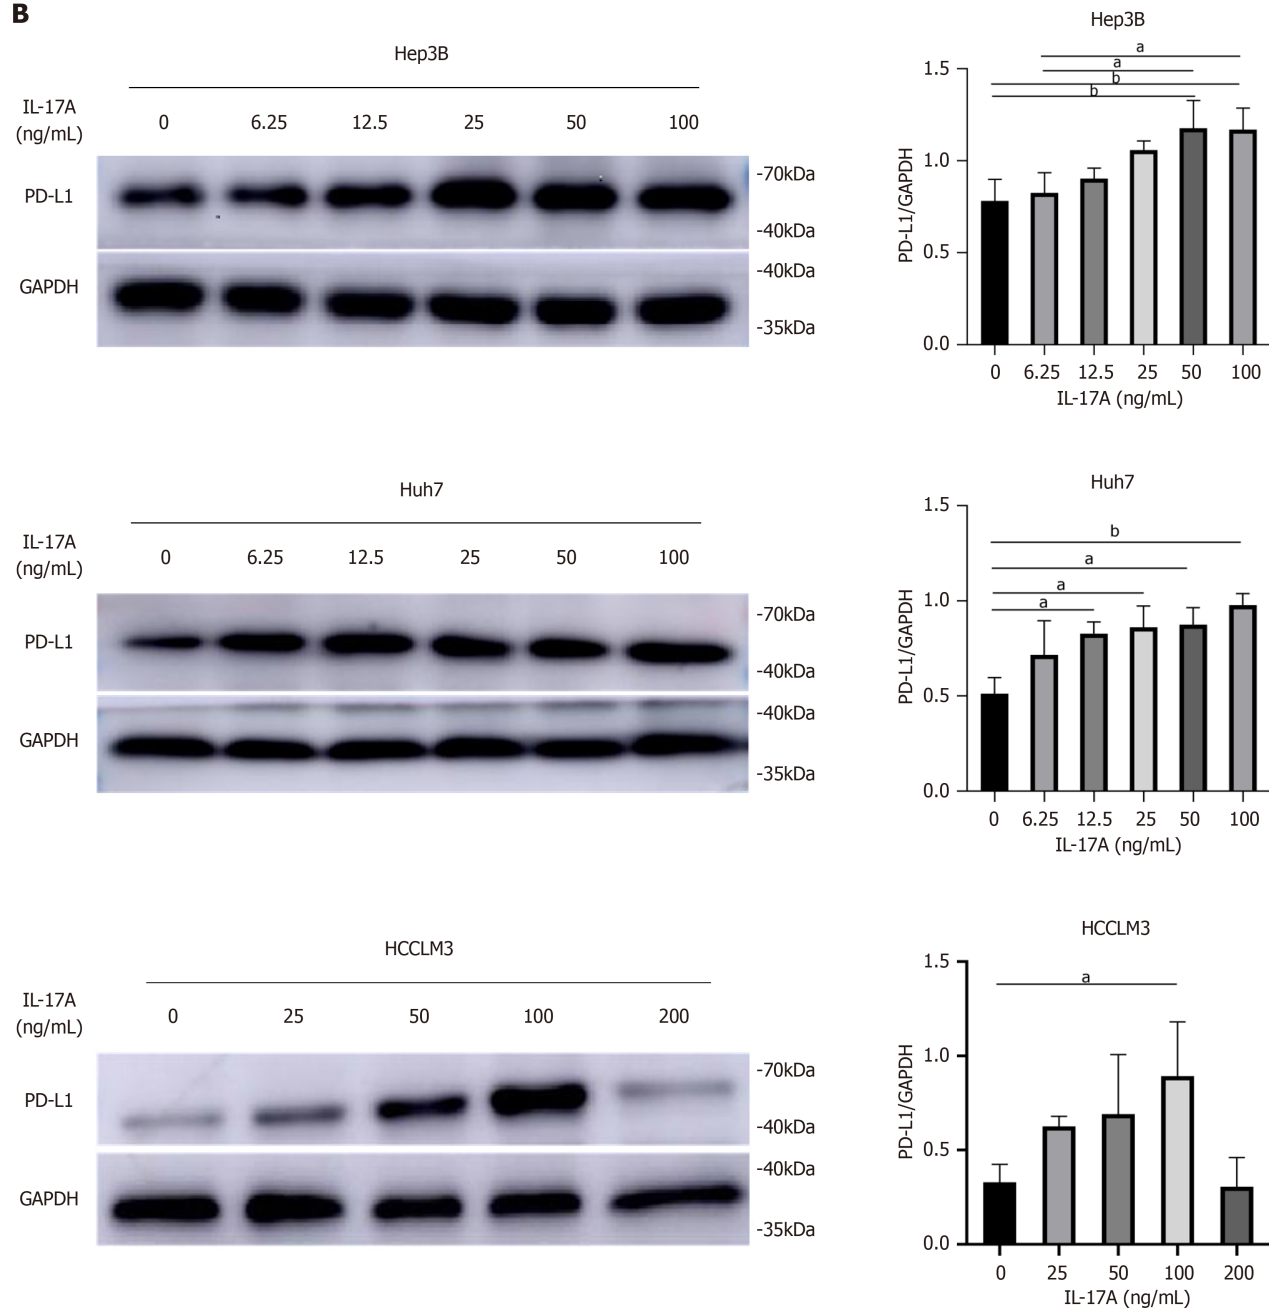 B
Hep3B
IL-17A
(ng/mL)
0 6.25 12.5 25 50 100
PD-L1
-70kDa
-40kDa
GAPDH
-40kDa
-35kDa
Hep3B
a
a
b
b
1.5
1.0
0.5
0.0
PD-L1/GAPDH
0 6.25 12.5 25 50 100
IL-17A (ng/mL)
Huh7
IL-17A
(ng/mL)
0 6.25 12.5 25 50 100
PD-L1
-70kDa
-40kDa
GAPDH
-40kDa
-35kDa
Huh7
b
a
a
a
1.5
1.0
0.5
0.0
PD-L1/GAPDH
0 6.25 12.5 25 50 100
IL-17A (ng/mL)
HCCLM3
IL-17A
(ng/mL)
0 25 50 100 200
PD-L1
-70kDa
-40kDa
GAPDH
-40kDa
-35kDa
HCCLM3
a
1.5
1.0
0.5
0.0
PD-L1/GAPDH
0 25 50 100 200
IL-17A (ng/mL)